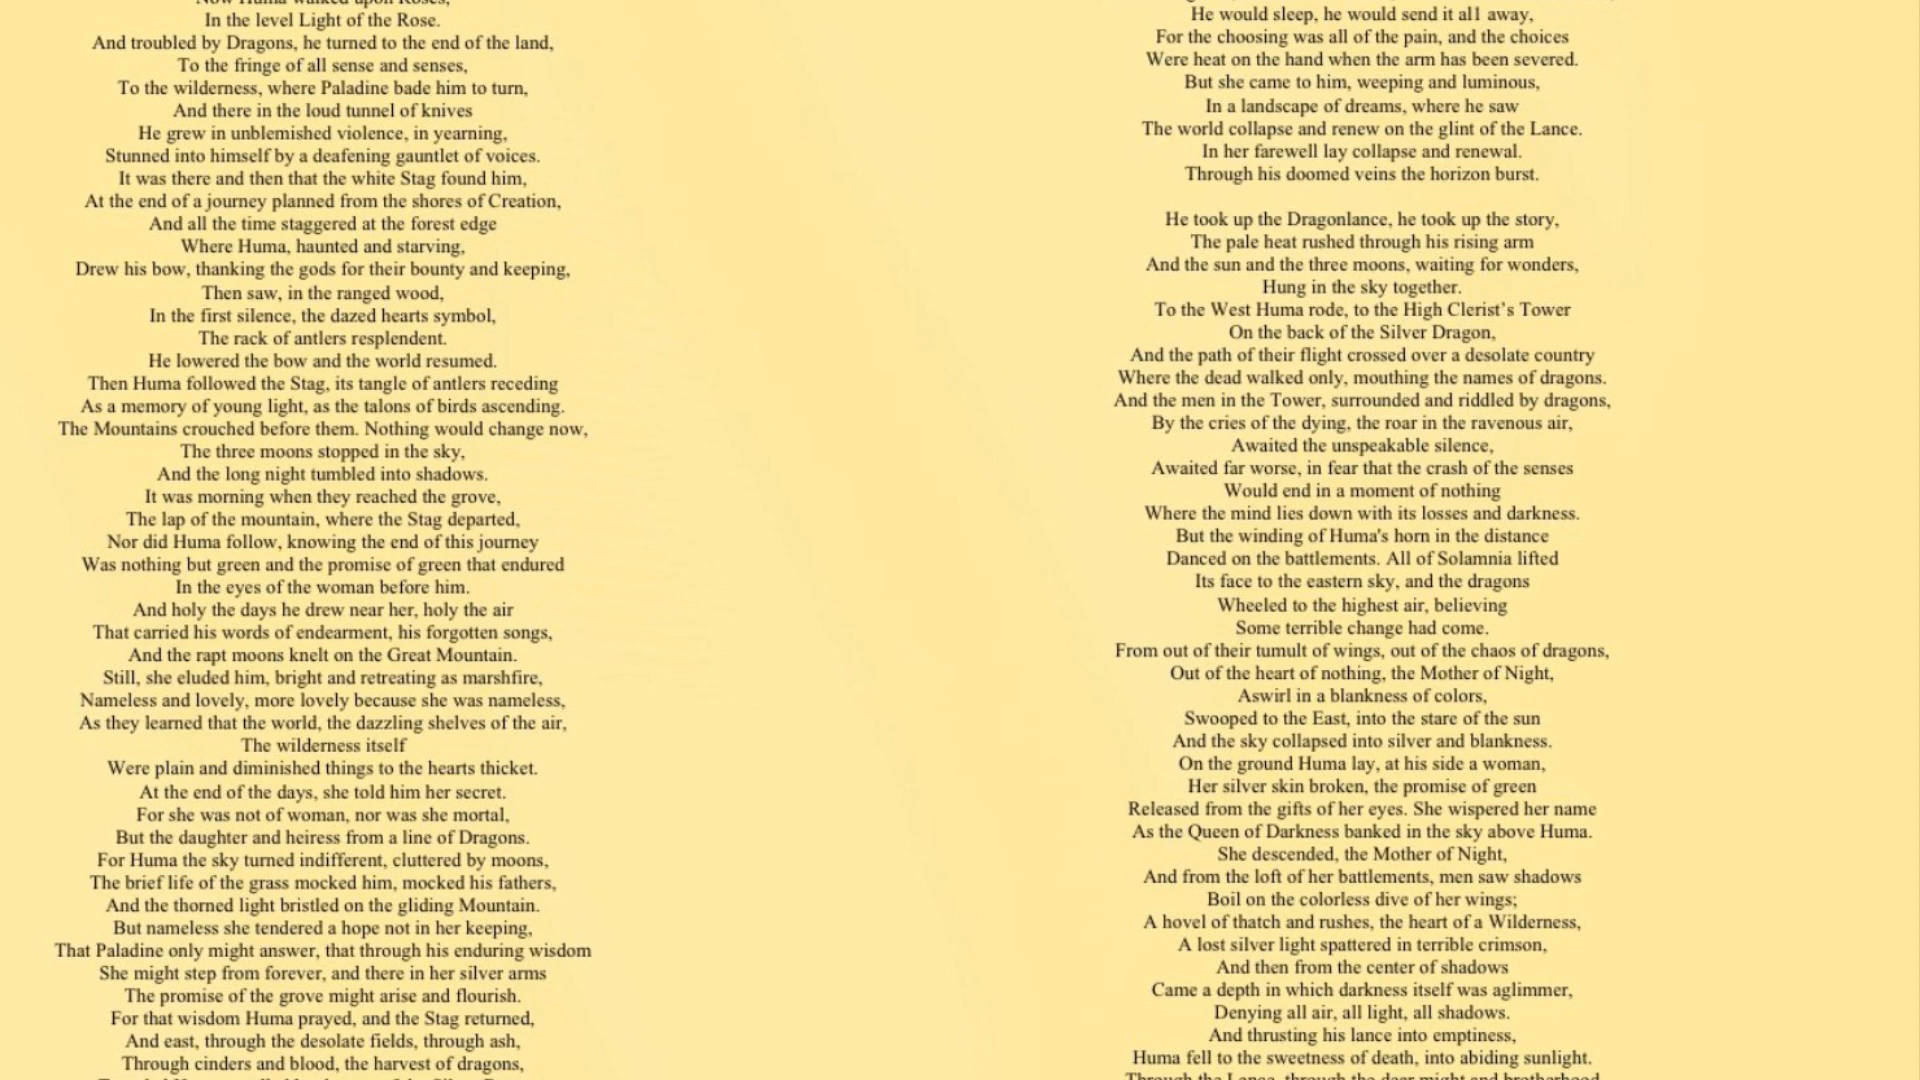 Now Huma walked upon Roses,
In the level Light of the Rose.
And troubled by Dragons, he turned to the end of the land,
To the fringe of all sense and senses,
To the wilderness, where Paladine bade him to turn,
And there in the loud tunnel of knives
He grew in unblemished violence, in yearning,
Stunned into himself by a deafening gauntlet of voices.
It was there and then that the white Stag found him,
At the end of a journey planned from the shores of Creation,
And all the time staggered at the forest edge
Where Huma, haunted and starving,
Drew his bow, thanking the gods for their bounty and keeping,
Then saw, in the ranged wood,
In the first silence, the dazed hearts symbol,
The rack of antlers resplendent.
He lowered the bow and the world resumed.
Then Huma followed the Stag, its tangle of antlers receding
As a memory of young light, as the talons of birds ascending.
The Mountains crouched before them. Nothing would change now,
The three moons stopped in the sky,
And the long night tumbled into shadows.
It was morning when they reached the grove,
The lap of the mountain, where the Stag departed,
Nor did Huma follow, knowing the end of this journey
Was nothing but green and the promise of green that endured
In the eyes of the woman before him.
And holy the days he drew near her, holy the air
That carried his words of endearment, his forgotten songs,
And the rapt moons knelt on the Great Mountain.
Still, she eluded him, bright and retreating as marshfire,
Nameless and lovely, more lovely because she was nameless,
As they learned that the world, the dazzling shelves of the air,
The wilderness itself
Were plain and diminished things to the hearts thicket.
At the end of the days, she told him her secret.
For she was not of woman, nor was she mortal,
But the daughter and heiress from a line of Dragons.
For Huma the sky turned indifferent, cluttered by moons,
The brief life of the grass mocked him, mocked his fathers,
And the thorned light bristled on the gliding Mountain.
But nameless she tendered a hope not in her keeping,
That Paladine only might answer, that through his enduring wisdom
She might step from forever, and there in her silver arms
The promise of the grove might arise and flourish.
For that wisdom Huma prayed, and the Stag returned,
And east, through the desolate fields, through ash,
Through cinders and blood, the harvest of dragons,
He would sleep, he would send it al1 away,
For the choosing was all of the pain, and the choices
Were heat on the hand when the arm has been severed.
But she came to him, weeping and luminous,
In a landscape of dreams, where he saw
The world collapse and renew on the glint of the Lance.
In her farewell lay collapse and renewal.
Through his doomed veins the horizon burst.
He took up the Dragonlance, he took up the story,
The pale heat rushed through his rising arm
And the sun and the three moons, waiting for wonders,
Hung in the sky together.
To the West Huma rode, to the High Clerist's Tower
On the back of the Silver Dragon,
And the path of their flight crossed over a desolate country
Where the dead walked only, mouthing the names of dragons.
And the men in the Tower, surrounded and riddled by dragons,
By the cries of the dying, the roar in the ravenous air,
Awaited the unspeakable silence,
Awaited far worse, in fear that the crash of the senses
Would end in a moment of nothing
Where the mind lies down with its losses and darkness.
But the winding of Huma's horn in the distance
Danced on the battlements. All of Solamnia lifted
Its face to the eastern sky, and the dragons
Wheeled to the highest air, believing
Some terrible change had come.
From out of their tumult of wings, out of the chaos of dragons,
Out of the heart of nothing, the Mother of Night,
Aswirl in a blankness of colors,
Swooped to the East, into the stare of the sun
And the sky collapsed into silver and blankness.
On the ground Huma lay, at his side a woman,
Her silver skin broken, the promise of green
Released from the gifts of her eyes. She wispered her name
As the Queen of Darkness banked in the sky above Huma.
She descended, the Mother of Night,
And from the loft of her battlements, men saw shadows
Boil on the colorless dive of her wings;
A hovel of thatch and rushes, the heart of a Wilderness,
A lost silver light spattered in terrible crimson,
And then from the center of shadows
Came a depth in which darkness itself was aglimmer,
Denying all air, all light, all shadows.
And thrusting his lance into emptiness,
Huma fell to the sweetness of death, into abiding sunlight.
Through the Lance, through the dear might and brotherhood